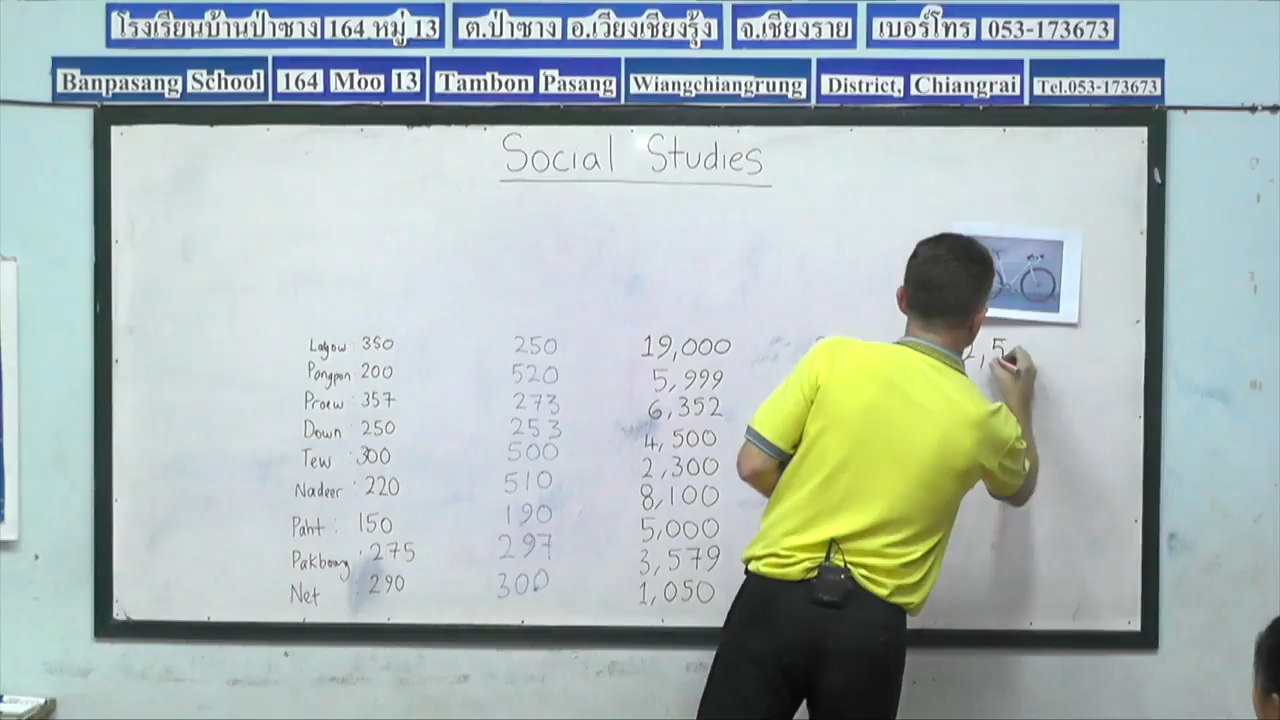 โรงเรียนบ้านป่าซาง 164 หมู่ 13 ต.ป่าซาง อ.เวียงเชียงรุ้ง จ.เชียงราย เบอร์โทร 053-173673
Banpasang School 164 Moo 13 Tambon Pasang Wiangchiangrung District, Chiangrai Tel.053-173673
Social Studies
: 350 250 19,000 2,5
Pongpon: 200 520 5,999
Proew: 357 273 6,352
Down: 250 253 4,500
Tew: 300 500 2,300
Nadeer: 220 510 8,100
Paht: 150 190 5,000
Pakboong: 275 297 3,579
Net: 290 300 1,050